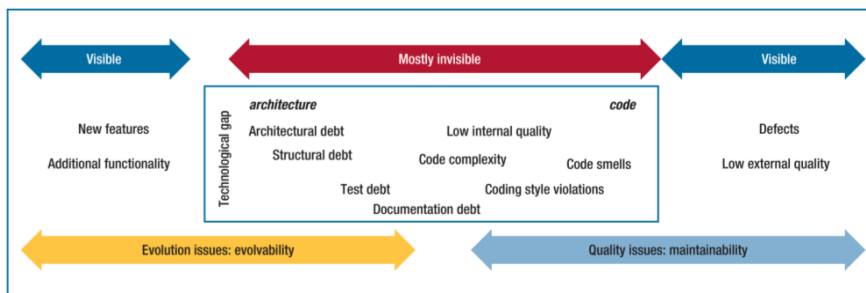 Visible
Mostly invisible
Visible
New features
Additional functionality
Technological gap
architecture
code
Architectural debt
Low internal quality
Structural debt
Code complexity
Code smells
Test debt
Coding style violations
Documentation debt
Defects
Low external quality
Evolution issues: evolvability
Quality issues: maintainability